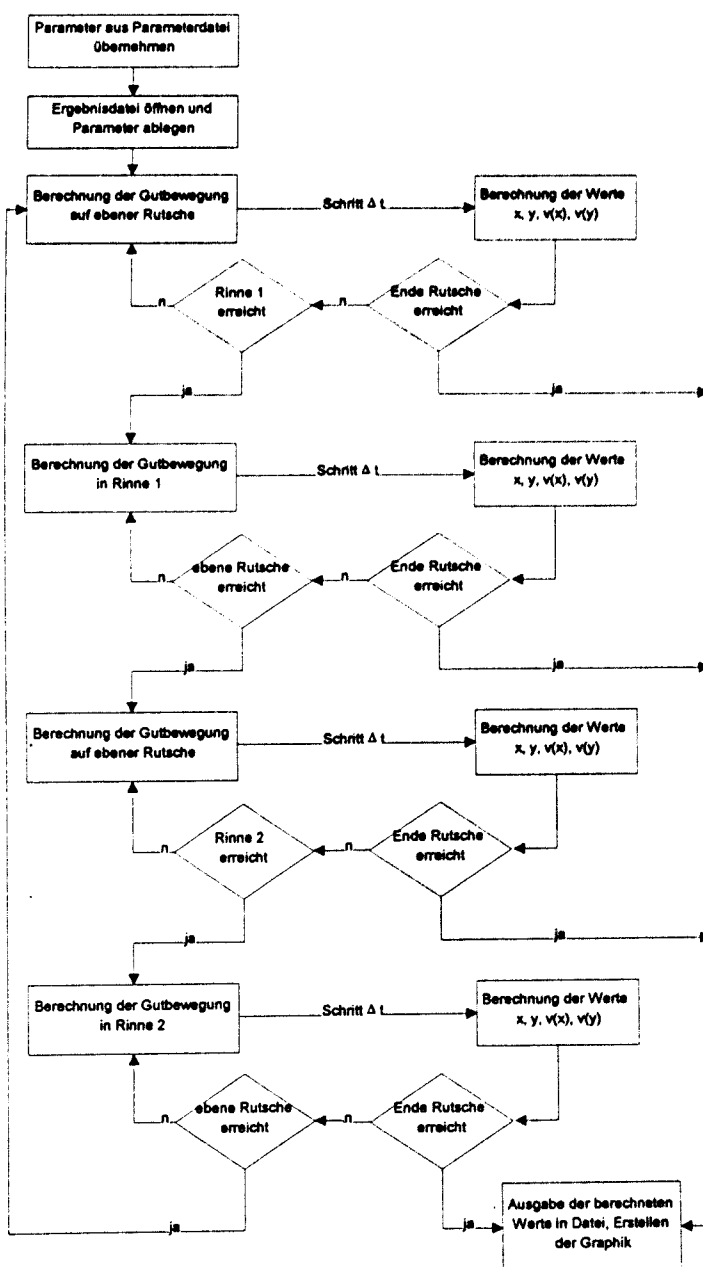 Parameter aus Parameterdatei
übernehmen
Ergebnisdatei öffnen und
Parameter ablegen
Berechnung der Gutbewegung
auf ebener Rutsche
Schritt Δ t
Berechnung der Werte
x, y, v(x), v(y)
n
Rinne 1
erreicht
n
Ende Rutsche
erreicht
ja
ja
Berechnung der Gutbewegung
in Rinne 1
Schritt Δ t
Berechnung der Werte
x, y, v(x), v(y)
n
ebene Rutsche
erreicht
n
Ende Rutsche
erreicht
ja
ja
Berechnung der Gutbewegung
auf ebener Rutsche
Schritt Δ t
Berechnung der Werte
x, y, v(x), v(y)
n
Rinne 2
erreicht
n
Ende Rutsche
erreicht
ja
ja
Berechnung der Gutbewegung
in Rinne 2
Schritt Δ t
Berechnung der Werte
x, y, v(x), v(y)
n
ebene Rutsche
erreicht
n
Ende Rutsche
erreicht
ja
ja
Ausgabe der berechneten
Werte in Datei, Erstellen
der Graphik